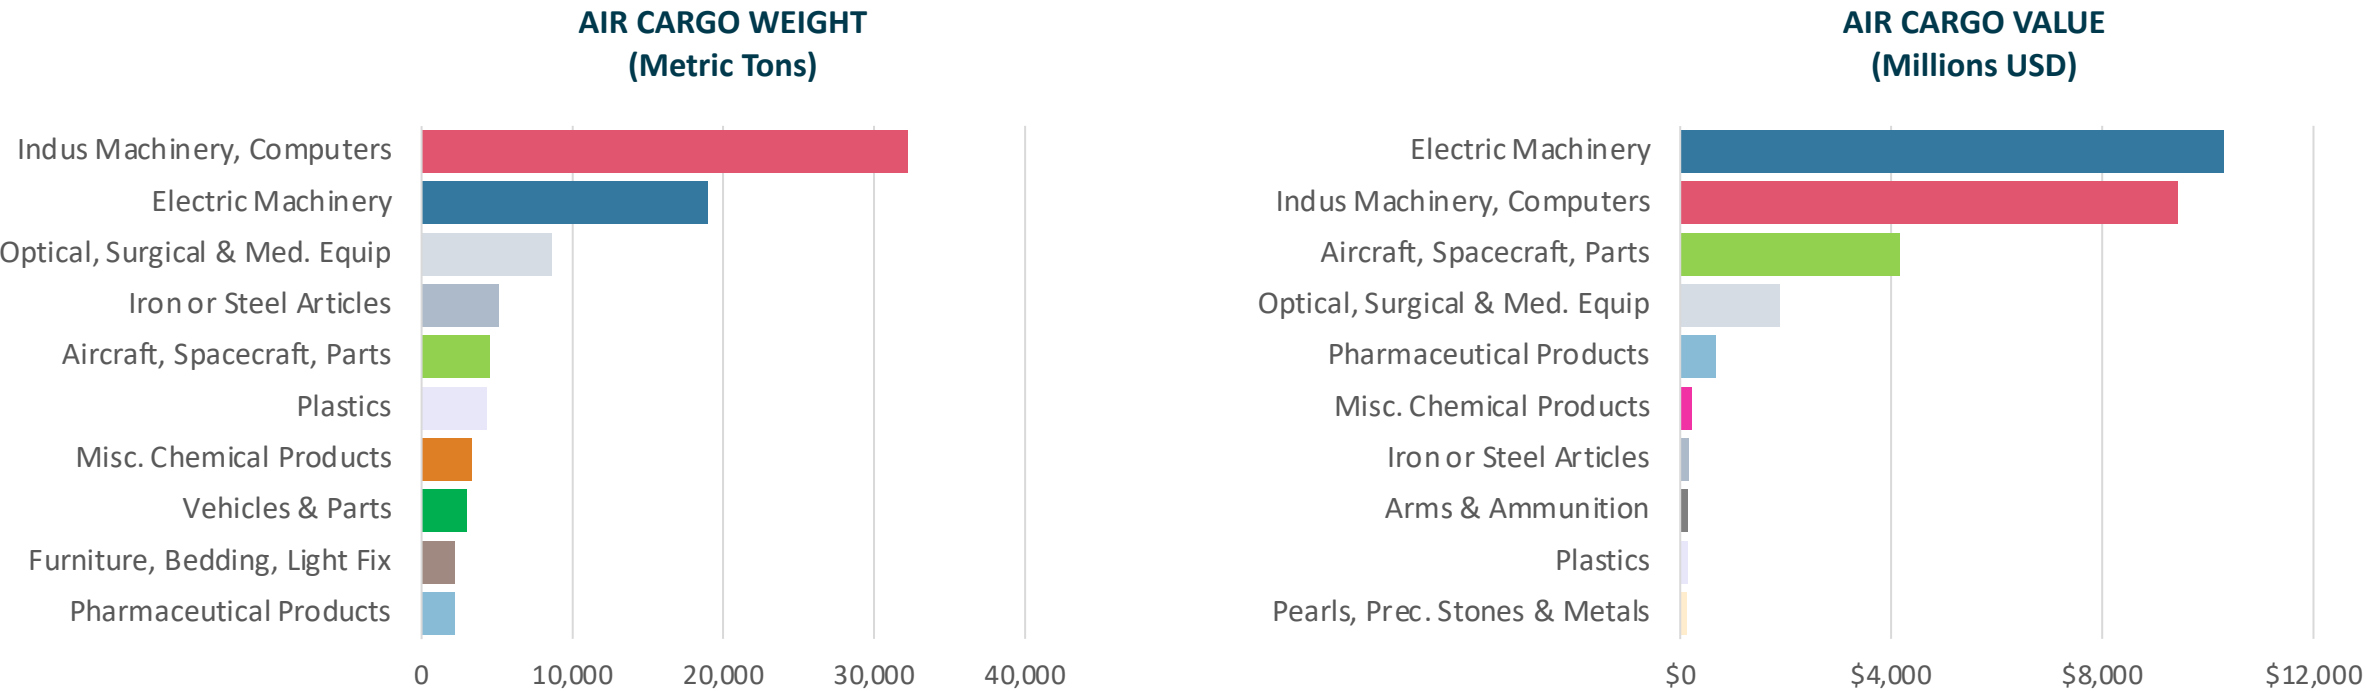 AIR CARGO WEIGHT
(Metric Tons)
Indus Machinery, Computers
Electric Machinery
Optical, Surgical & Med. Equip
Iron or Steel Articles
Aircraft, Spacecraft, Parts
Plastics
Misc. Chemical Products
Vehicles & Parts
Furniture, Bedding, Light Fix
Pharmaceutical Products
0 10,000 20,000 30,000 40,000
AIR CARGO VALUE
(Millions USD)
Electric Machinery
Indus Machinery, Computers
Aircraft, Spacecraft, Parts
Optical, Surgical & Med. Equip
Pharmaceutical Products
Misc. Chemical Products
Iron or Steel Articles
Arms & Ammunition
Plastics
Pearls, Prec. Stones & Metals
$0 $4,000 $8,000 $12,000